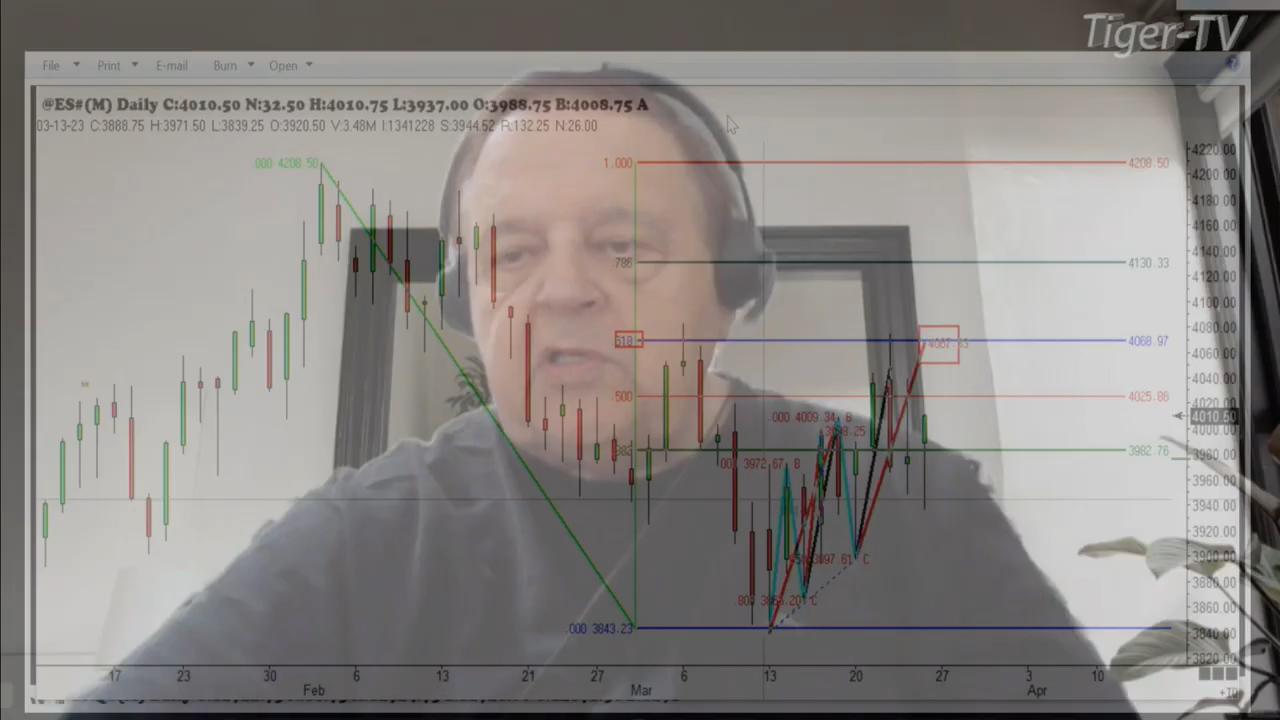 Tiger-TV
File Print E-mail Burn Open
@ES#(M) Daily C:4010.50 N:32.50 H:4010.75 L:3937.00 O:3988.75 B:4008.75 A
03-13-23 C:3888.75 H:3971.50 L:3839.25 O:3920.50 V:3.48M I:1341228 S:3944.52 R:132.25 N:26.00
4220.00
000 4208.50 1.000 4208.50
4200.00
4180.00
4160.00
4140.00
786 4130.33
4120.00
4100.00
4080.00
618 4068.97
4060.00
4040.00
500 4025.86
4020.00
.000 4009.34 B 4010.50
4000.00
382 3982.76
3980.00
00 3972.67 B
3960.00
3940.00
3920.00
3897.61 C 3900.00
3880.00
3860.00
.000 3843.23 3840.00
3820.00
17 23 30 6 13 21 27 6 13 20 27 3 10
Feb Mar Apr